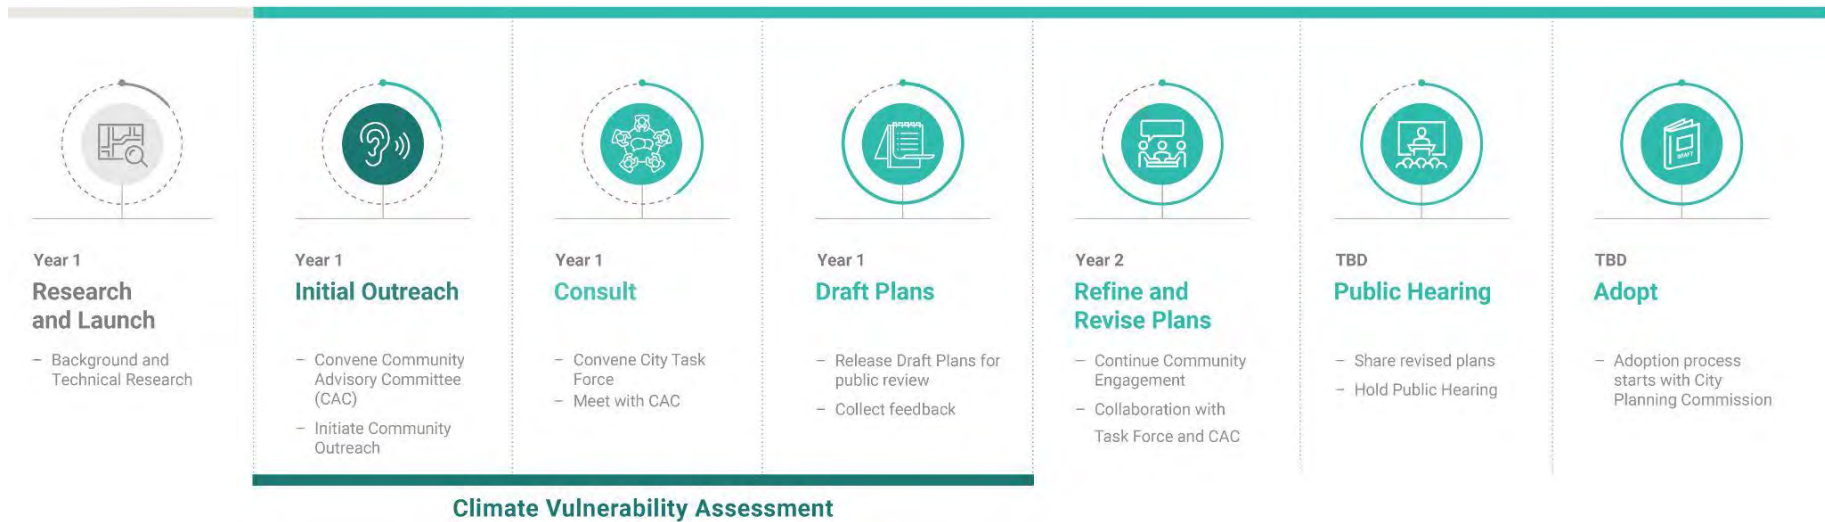 Year 1
Research
and Launch
– Background and
Technical Research
Year 1
Initial Outreach
– Convene Community
Advisory Committee
(CAC)
– Initiate Community
Outreach
Year 1
Consult
– Convene City Task
Force
– Meet with CAC
Year 1
Draft Plans
– Release Draft Plans for
public review
– Collect feedback
Year 2
Refine and
Revise Plans
– Continue Community
Engagement
– Collaboration with
Task Force and CAC
TBD
Public Hearing
– Share revised plans
– Hold Public Hearing
DRAFT
TBD
Adopt
– Adoption process
starts with City
Planning Commission
Climate Vulnerability Assessment